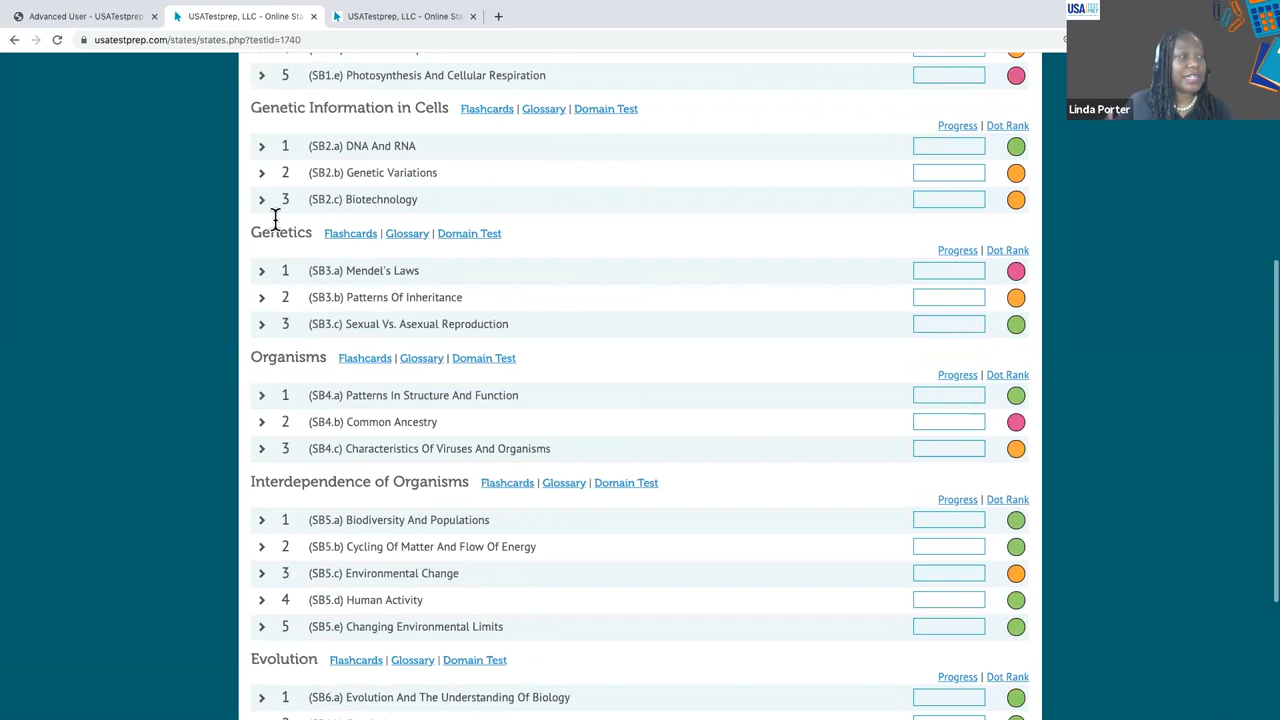 Advanced User - USATestprep
USATestprep, LLC - Online Sta
USATestprep, LLC - Online Sta
usatestprep.com/states/states.php?testid=1740
USA
TEST
PREP
Linda Porter
5 (SB1.e) Photosynthesis And Cellular Respiration
Genetic Information in Cells Flashcards | Glossary | Domain Test
Progress | Dot Rank
1 (SB2.a) DNA And RNA
2 (SB2.b) Genetic Variations
3 (SB2.c) Biotechnology
Genetics Flashcards | Glossary | Domain Test
Progress | Dot Rank
1 (SB3.a) Mendel's Laws
2 (SB3.b) Patterns Of Inheritance
3 (SB3.c) Sexual Vs. Asexual Reproduction
Organisms Flashcards | Glossary | Domain Test
Progress | Dot Rank
1 (SB4.a) Patterns In Structure And Function
2 (SB4.b) Common Ancestry
3 (SB4.c) Characteristics Of Viruses And Organisms
Interdependence of Organisms Flashcards | Glossary | Domain Test
Progress | Dot Rank
1 (SB5.a) Biodiversity And Populations
2 (SB5.b) Cycling Of Matter And Flow Of Energy
3 (SB5.c) Environmental Change
4 (SB5.d) Human Activity
5 (SB5.e) Changing Environmental Limits
Evolution Flashcards | Glossary | Domain Test
Progress | Dot Rank
1 (SB6.a) Evolution And The Understanding Of Biology